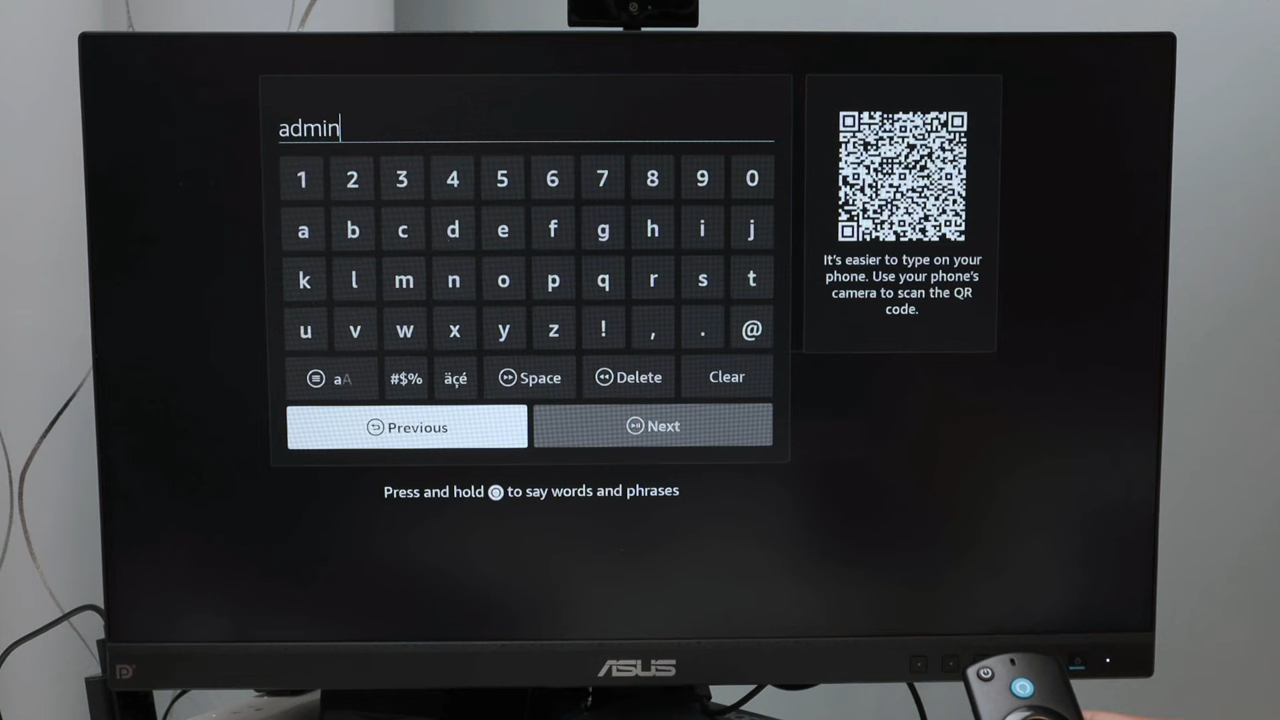 admin
1 2 3 4 5 6 7 8 9 0
a b c d e f g h i j
k l m n o p q r s t
u v w x y z ! , . @
aA #$% äçé Space Delete Clear
Previous Next
Press and hold to say words and phrases
It's easier to type on your
phone. Use your phone's
camera to scan the QR
code.
ASUS